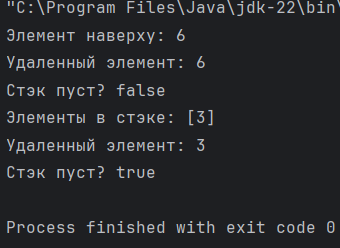 "C:\Program Files\Java\jdk-22\bin\
Элемент наверху: 6
Удаленный элемент: 6
Стэк пуст? false
Элементы в стэке: [3]
Удаленный элемент: 3
Стэк пуст? true
Process finished with exit code 0